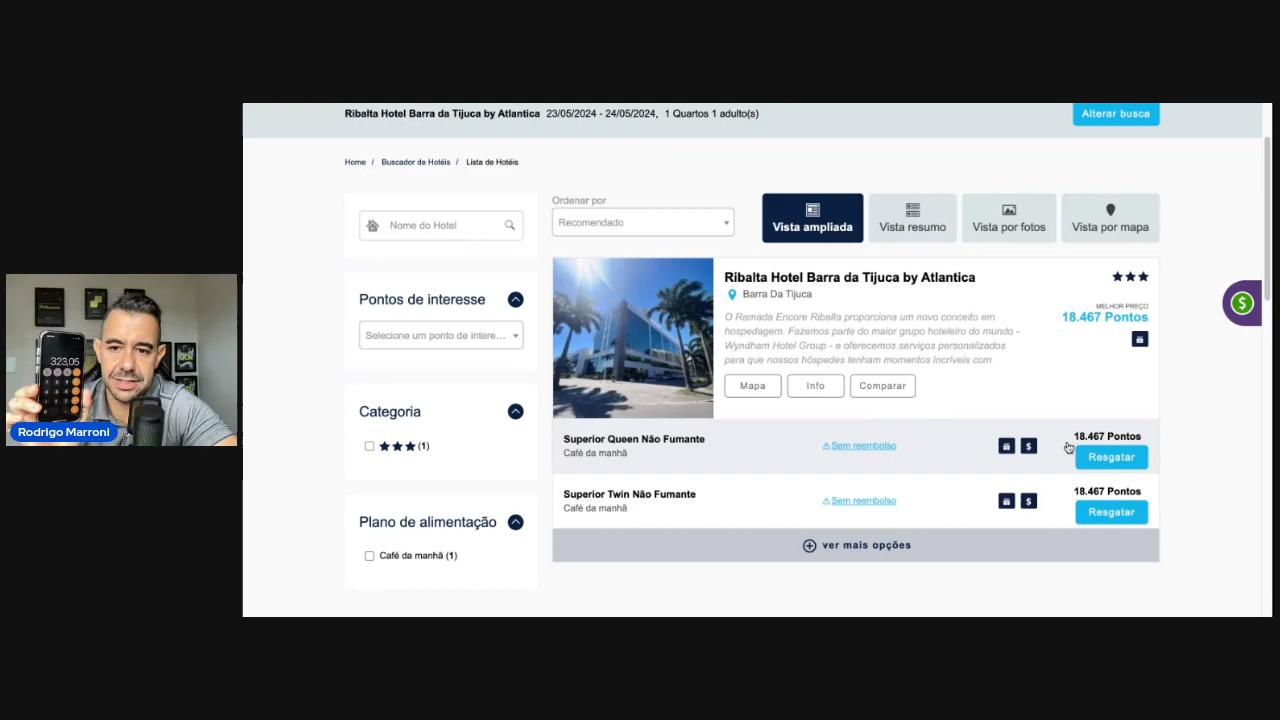 Ribalta Hotel Barra da Tijuca by Atlantica 23/05/2024 - 24/05/2024, 1 Quartos 1 adulto(s)
Alterar busca
Home / Buscador de Hotéis / Lista de Hotéis
Nome do Hotel
Ordenar por
Recomendado
Vista ampliada
Vista resumo
Vista por fotos
Vista por mapa
Pontos de interesse
Selecione um ponto de intere...
Categoria
(1)
Plano de alimentação
Café da manhã (1)
Ribalta Hotel Barra da Tijuca by Atlantica
Barra Da Tijuca
MELHOR PREÇO
18.467 Pontos
O Ramada Encore Ribalta proporciona um novo conceito em
hospedagem. Fazemos parte do maior grupo hoteleiro do mundo -
Wyndham Hotel Group - e oferecemos serviços personalizados
para que nossos hóspedes tenham momentos incríveis com
Mapa
Info
Comparar
Superior Queen Não Fumante
Café da manhã
Sem reembolso
$
18.467 Pontos
Resgatar
Superior Twin Não Fumante
Café da manhã
Sem reembolso
$
18.467 Pontos
Resgatar
ver mais opções
$
323,05
Rodrigo Marroni